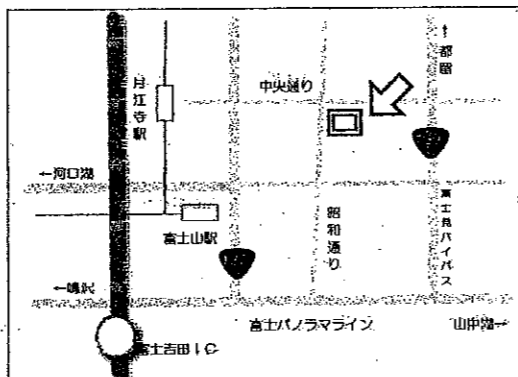 ↑都留
月江寺駅
中央通り
←河口湖
富士山駅
昭和通り
富士見バイパス
←鳴沢
富士パノラマライン
山中湖→
富士吉田IC